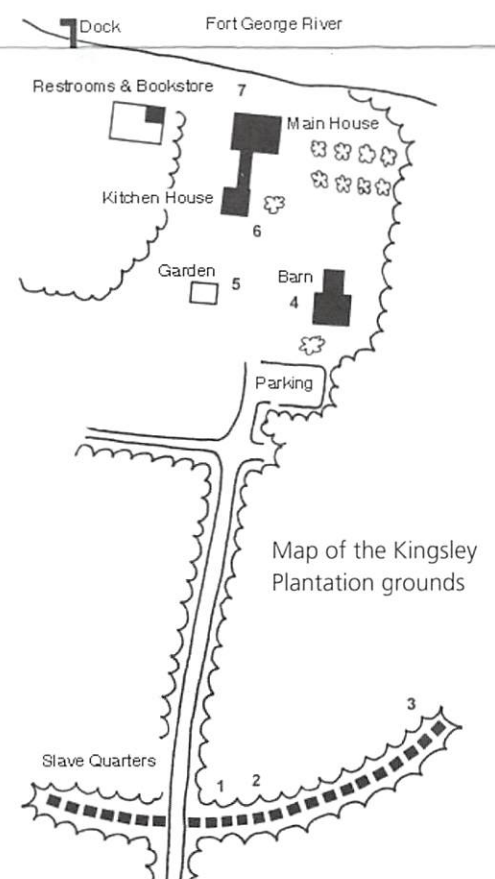 Dock
Fort George River
Restrooms & Bookstore
7
Main House
Kitchen House
6
Garden
5
Barn
4
Parking
Map of the Kingsley
Plantation grounds
3
Slave Quarters
1
2